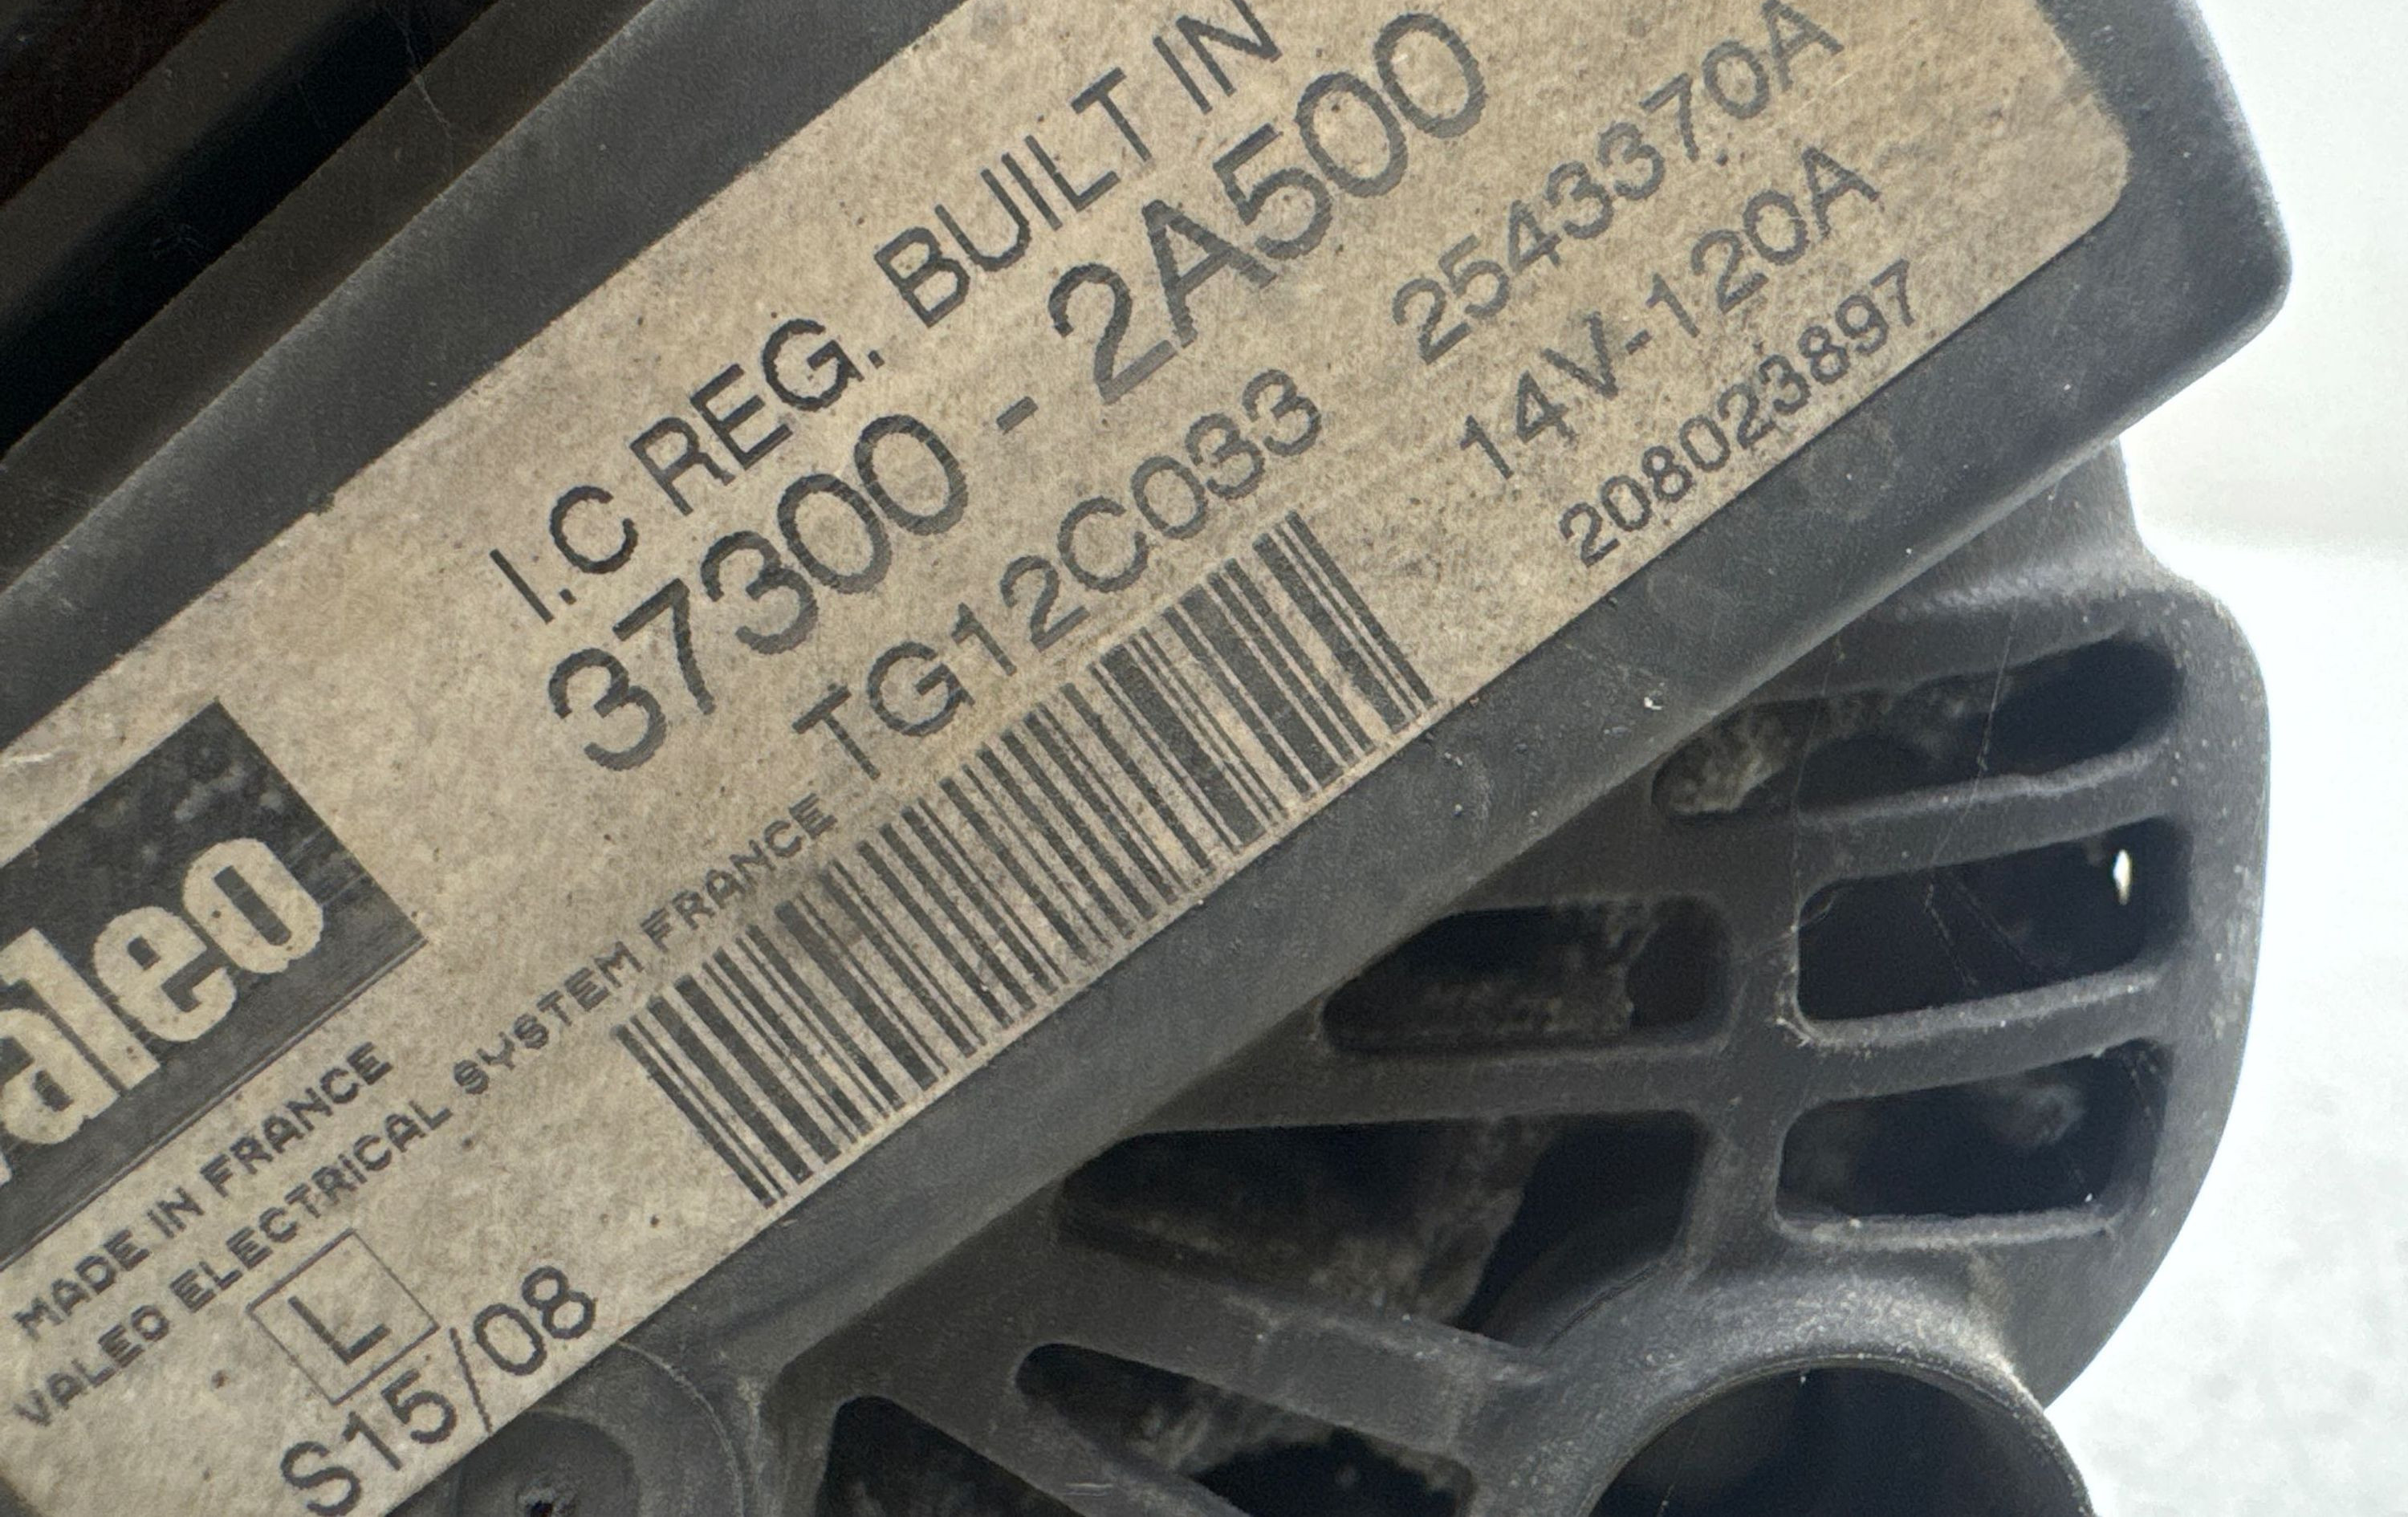 I.C REG. BUILT IN
37300 - 2A500
TG12C033 2543370A
14V-120A
208023897
valeo
MADE IN FRANCE
VALEO ELECTRICAL SYSTEM FRANCE
L
S15/08